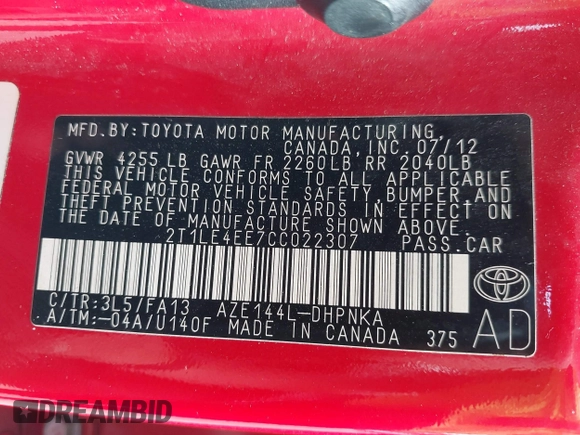 MFD.BY:TOYOTA MOTOR MANUFACTURING,
CANADA, INC. 07/12
GVWR 4255 LB GAWR FR 2260LB RR 2040LB
THIS VEHICLE CONFORMS TO ALL APPLICABLE
FEDERAL MOTOR VEHICLE SAFETY, BUMPER, AND
THEFT PREVENTION STANDARDS IN EFFECT ON
THE DATE OF MANUFACTURE SHOWN ABOVE.
2T1LE4EE7CC022307 PASS.CAR
C/TR:3L5/FA13 AZE144L-DHPNKA
A/TM:-04A/U140F MADE IN CANADA 375 AD
DREAMBID